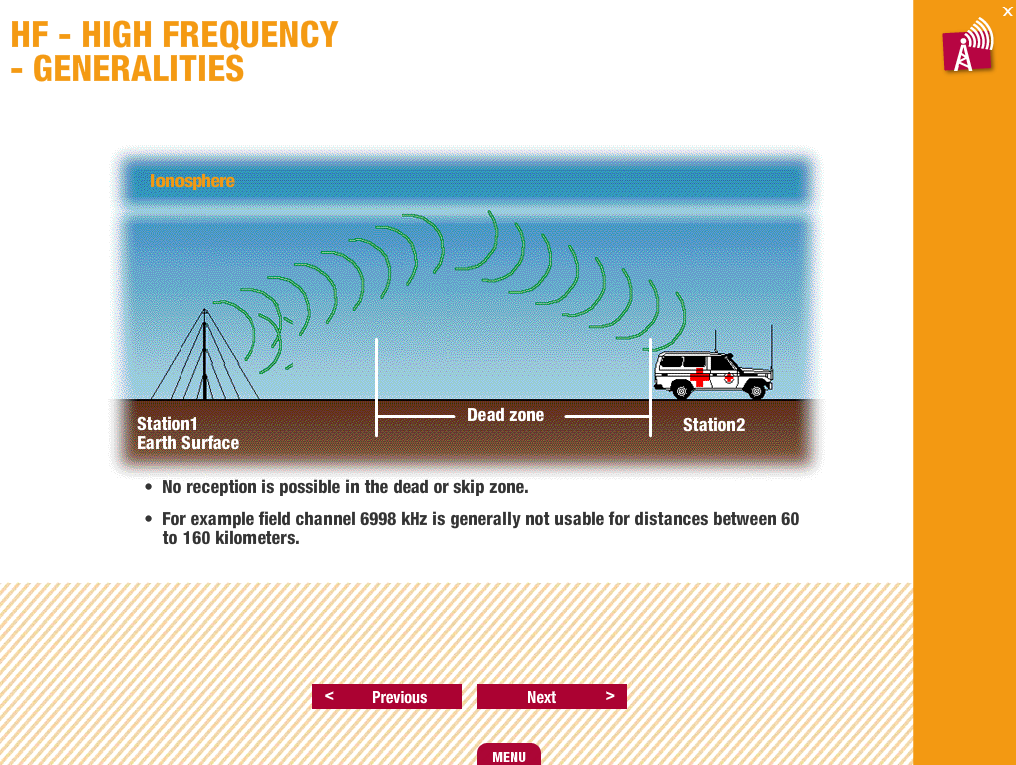 X
HF - HIGH FREQUENCY
- GENERALITIES
Ionosphere
Dead zone
Station1
Earth Surface
Station2
• No reception is possible in the dead or skip zone.
• For example field channel 6998 kHz is generally not usable for distances between 60
to 160 kilometers.
< Previous
Next >
MENU